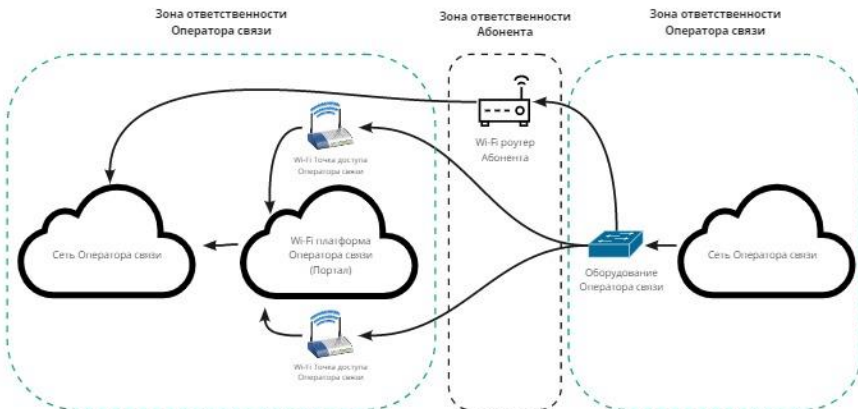 Зона ответственности
Оператора связи
Зона ответственности
Абонента
Зона ответственности
Оператора связи
Wi-Fi Точка доступа
Оператора связи
Wi-Fi роутер
Абонента
Сеть Оператора связи
Wi-Fi платформа
Оператора связи
(Портал)
Оборудование
Оператора связи
Сеть Оператора связи
Wi-Fi Точка доступа
Оператора связи